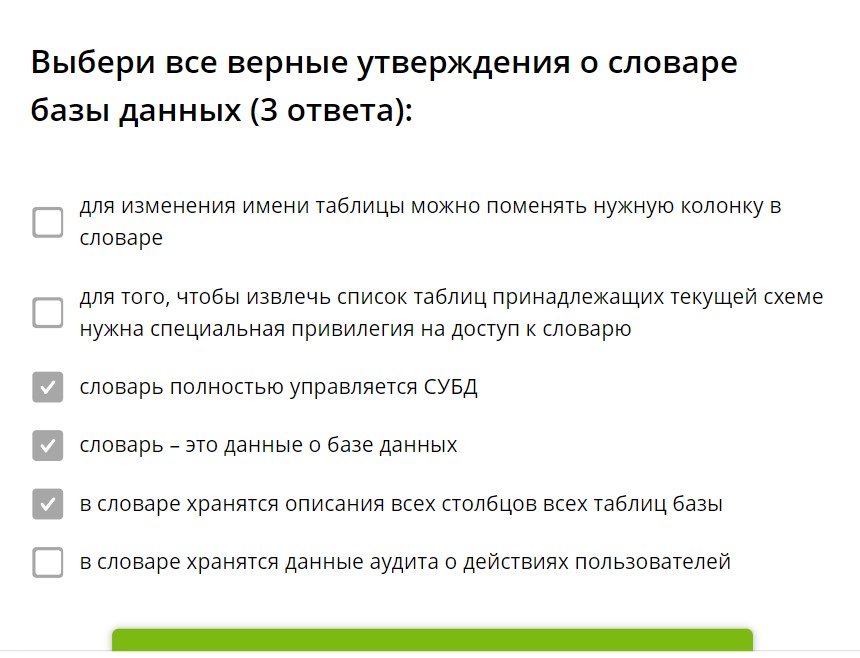 Выбери все верные утверждения о словаре
базы данных (3 ответа):
для изменения имени таблицы можно поменять нужную колонку в
словаре
для того, чтобы извлечь список таблиц принадлежащих текущей схеме
нужна специальная привилегия на доступ к словарю
словарь полностью управляется СУБД
словарь – это данные о базе данных
в словаре хранятся описания всех столбцов всех таблиц базы
в словаре хранятся данные аудита о действиях пользователей